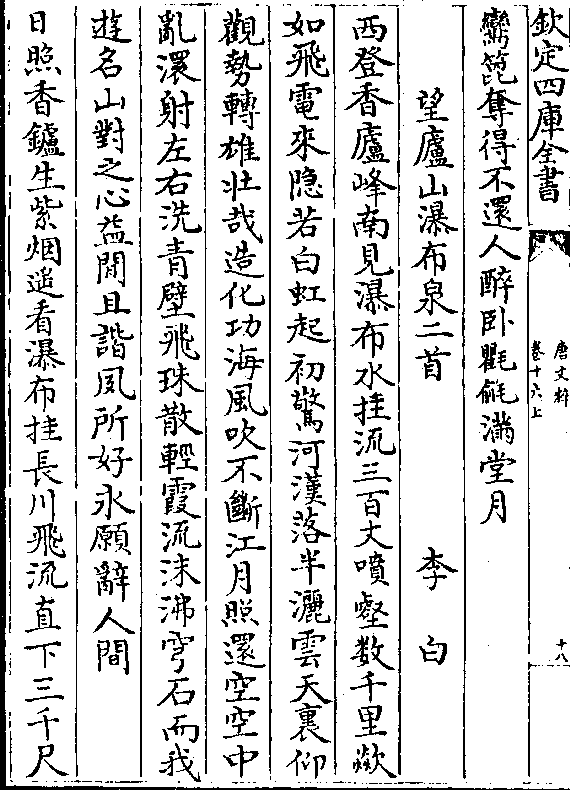 欽定四庫全書
唐文粹
卷十六上
十八
鸞篦奪得不還人醉卧氍毹滿堂月
望廬山瀑布泉二首 李白
西登香廬峰南見瀑布水挂流三百丈噴壑数千里歘
如飛電來隐若白虹起初驚河漢落半灑雲天裏仰
觀勢轉雄壮哉造化功海風吹不斷江月照還空空中
亂潈射左右洗青壁飛珠散輕霞流沫沸穹石而我
遊名山對之心益閒且諧夙所好永願辭人間
日照香鑪生紫烟遥看瀑布挂長川飛流直下三千尺